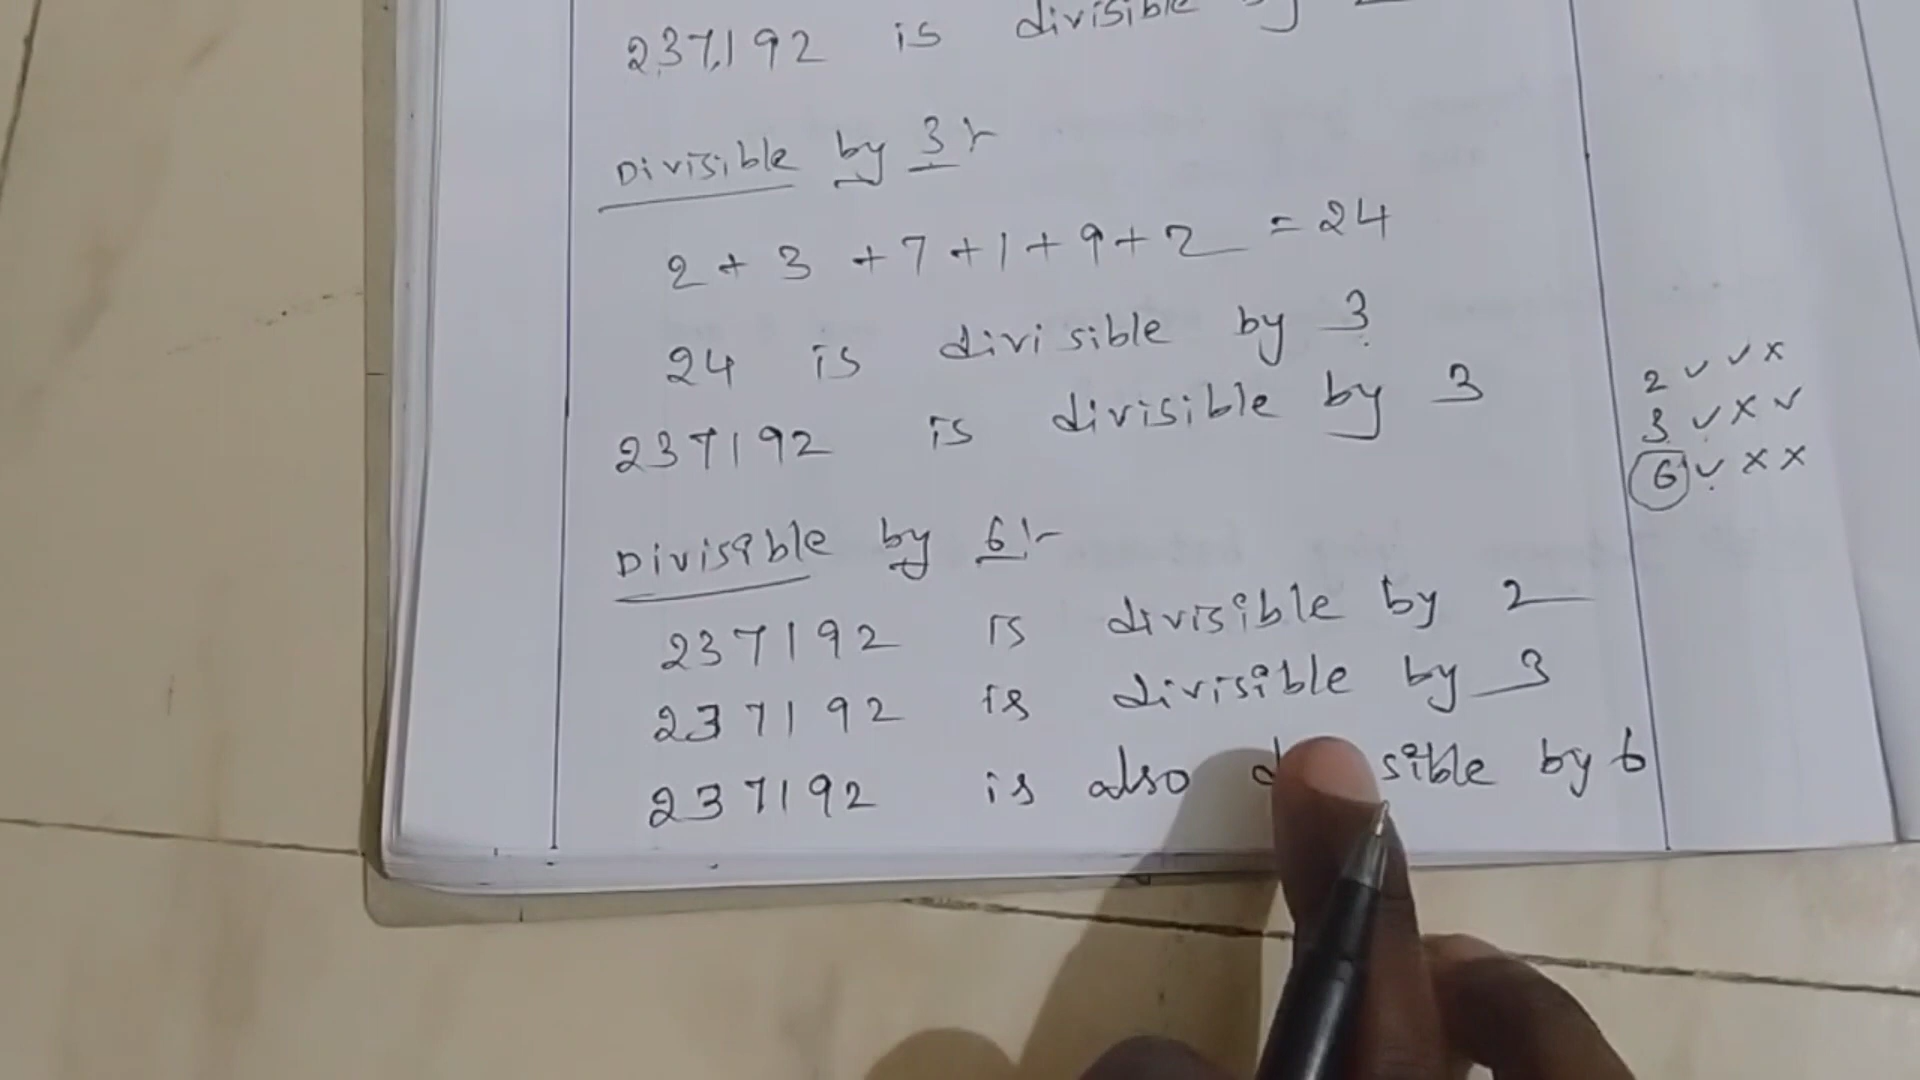 237192 is divisible
Divisible by 3:-
2 + 3 + 7 + 1 + 9 + 2 = 24
24 is divisible by 3
237192 is divisible by 3
2 ✓ ✓ ×
3 ✓ × ✓
6 ✓ × ×
Divisible by 6:-
237192 is divisible by 2
237192 is divisible by 3
237192 is also by 6